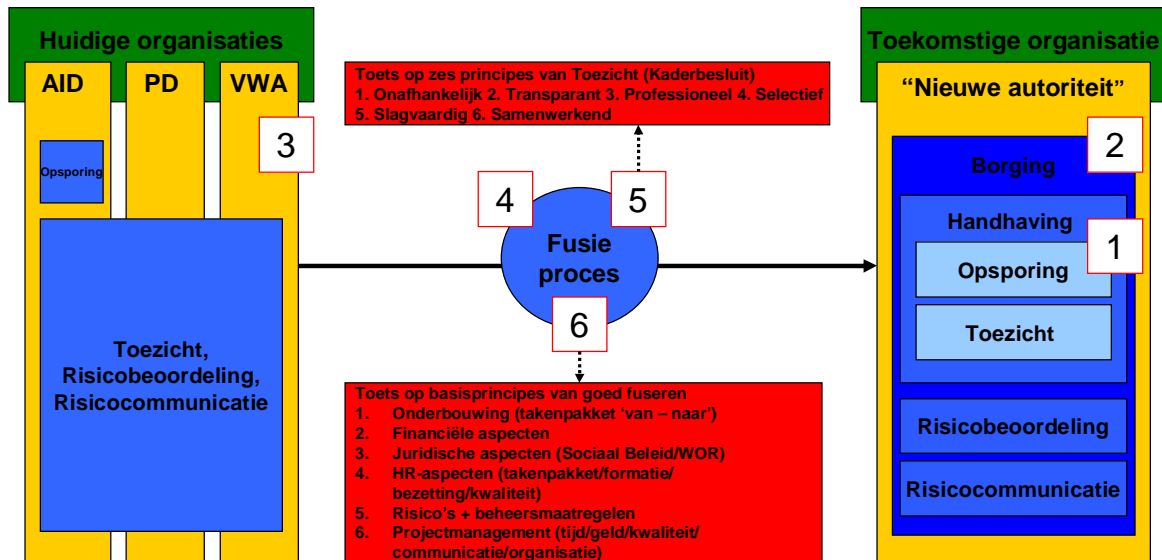 Huidige organisaties
AID
PD
VWA
3
Opsporing
Toezicht,
Risicobeoordeling,
Risicocommunicatie
Toets op zes principes van Toezicht (Kaderbesluit)
1. Onafhankelijk 2. Transparant 3. Professioneel 4. Selectief
5. Slagvaardig 6. Samenwerkend
4
5
Fusie
proces
6
Toets op basisprincipes van goed fuseren
1. Onderbouwing (takenpakket ‘van – naar’)
2. Financiële aspecten
3. Juridische aspecten (Sociaal Beleid/WOR)
4. HR-aspecten (takenpakket/formatie/
bezetting/kwaliteit)
5. Risico’s + beheersmaatregelen
6. Projectmanagement (tijd/geld/kwaliteit/
communicatie/organisatie)
Toekomstige organisatie
“Nieuwe autoriteit”
2
Borging
Handhaving
1
Opsporing
Toezicht
Risicobeoordeling
Risicocommunicatie